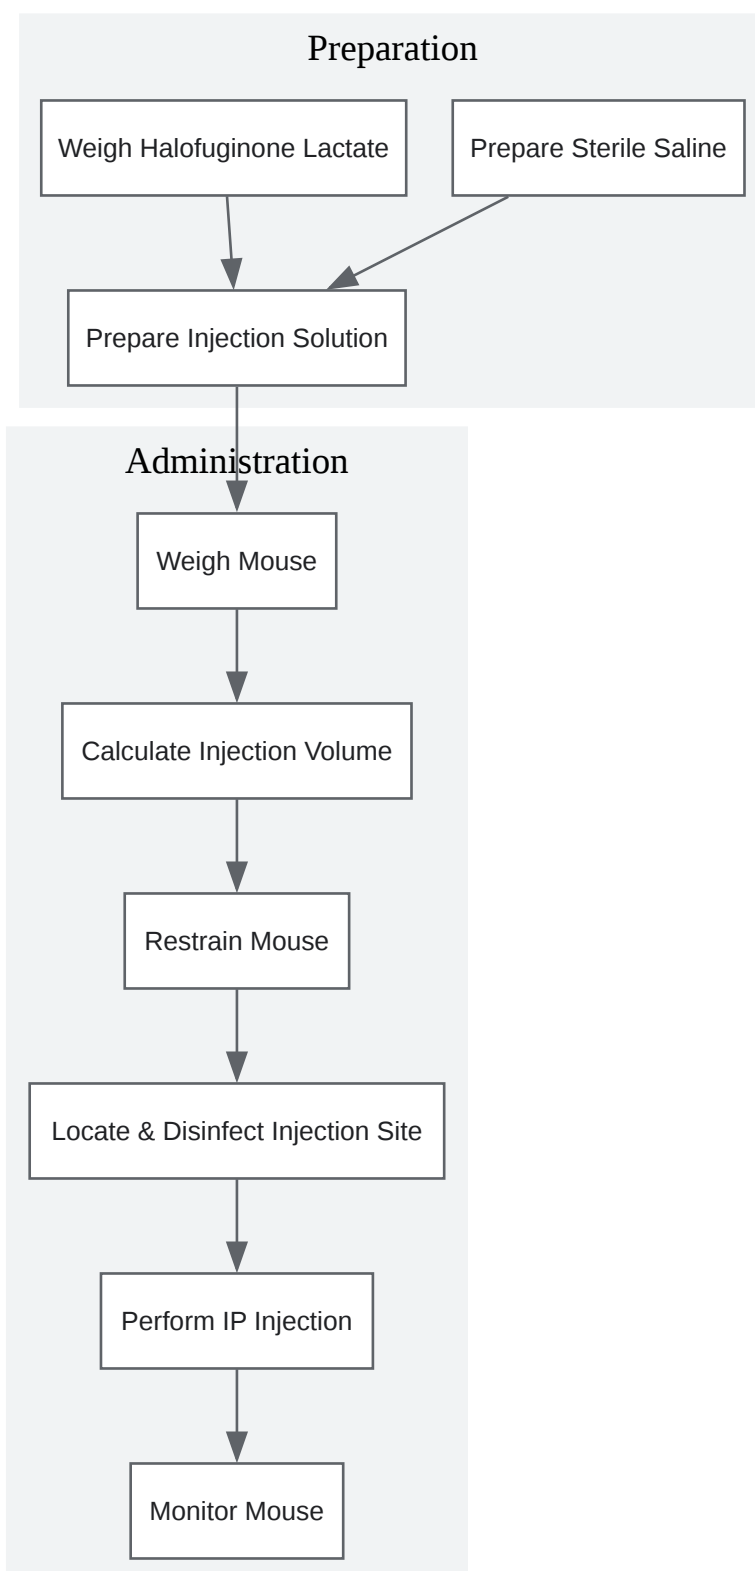 Preparation
Weigh Halofuginone Lactate
Prepare Sterile Saline
Prepare Injection Solution
Administration
Weigh Mouse
Calculate Injection Volume
Restrain Mouse
Locate & Disinfect Injection Site
Perform IP Injection
Monitor Mouse